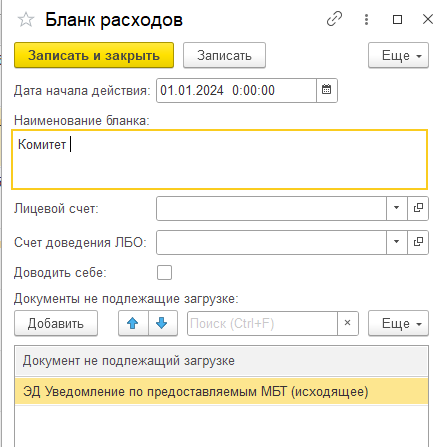 Бланк расходов
Записать и закрыть Записать Еще
Дата начала действия: 01.01.2024 0:00:00
Наименование бланка:
Комитет
Лицевой счет:
Счет доведения ЛБО:
Доводить себе:
Документы не подлежащие загрузке:
Добавить Поиск (Ctrl+F) × Еще
Документ не подлежащий загрузке
ЭД Уведомление по предоставляемым МБТ (исходящее)